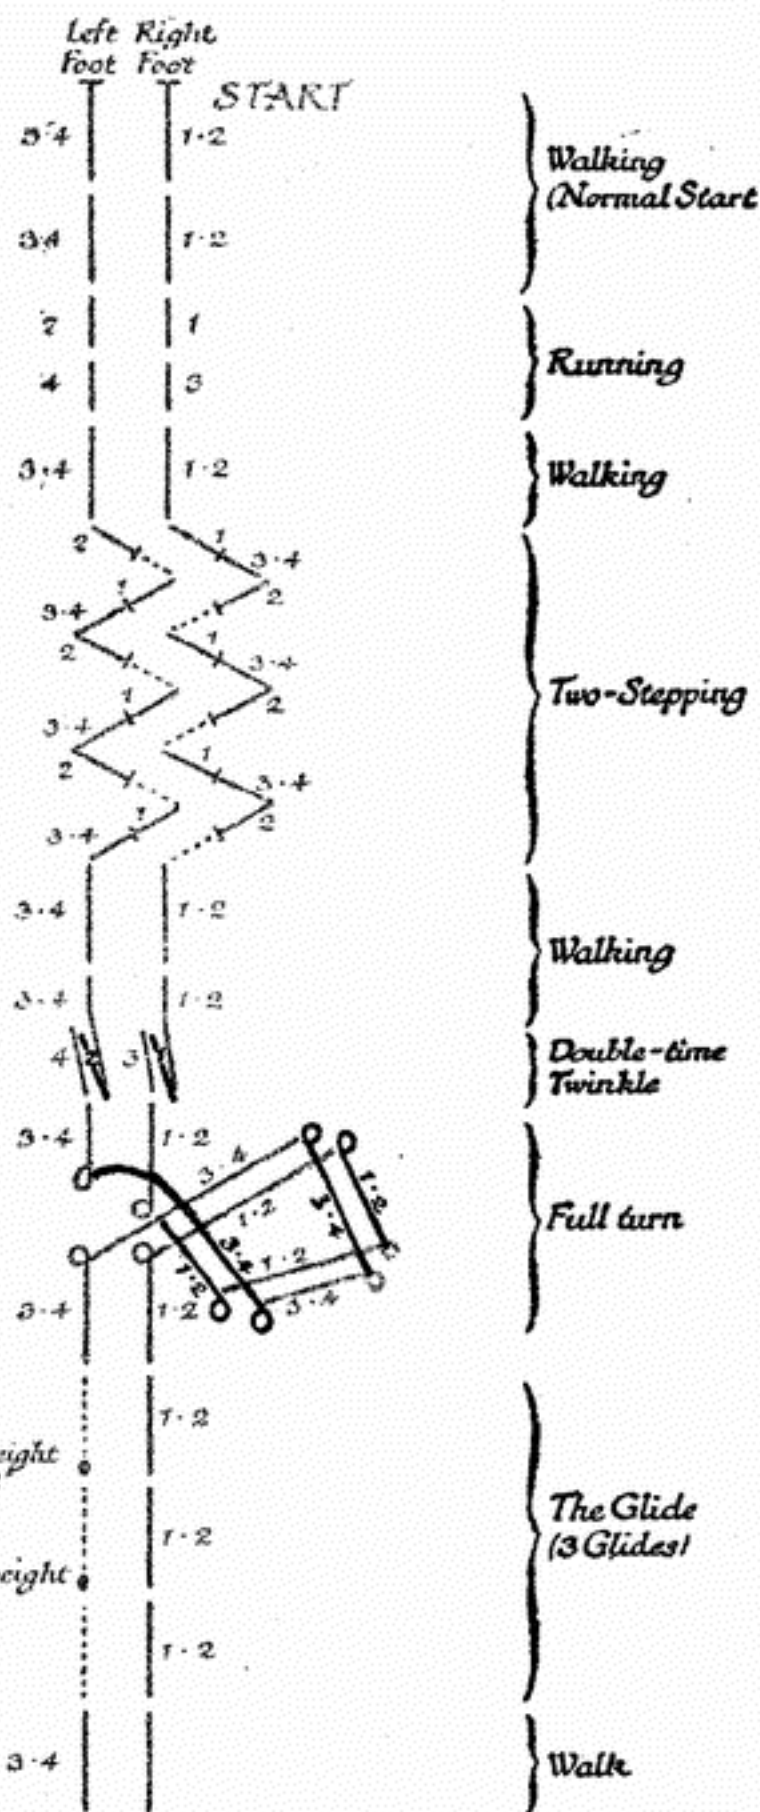 Left Right
Foot Foot
START
3·4 1·2
Walking
(Normal Start
3·4 1·2
2 1
Running
4 3
3·4 1·2
Walking
2 1
3·4
1 2
3·4
2 1
3·4
Two-Stepping
1 2
3·4
2 1
3·4
1 2
3·4
3·4 1·2
Walking
3·4 1·2
4 3
Double-time
Twinkle
3·4 1·2
3·4
1·2
1·2
3·4
Full turn
3·4
1·2
1·2
3·4
3·4 1·2
1·2
eight
The Glide
(3 Glides)
1·2
eight
1·2
3·4
Walk